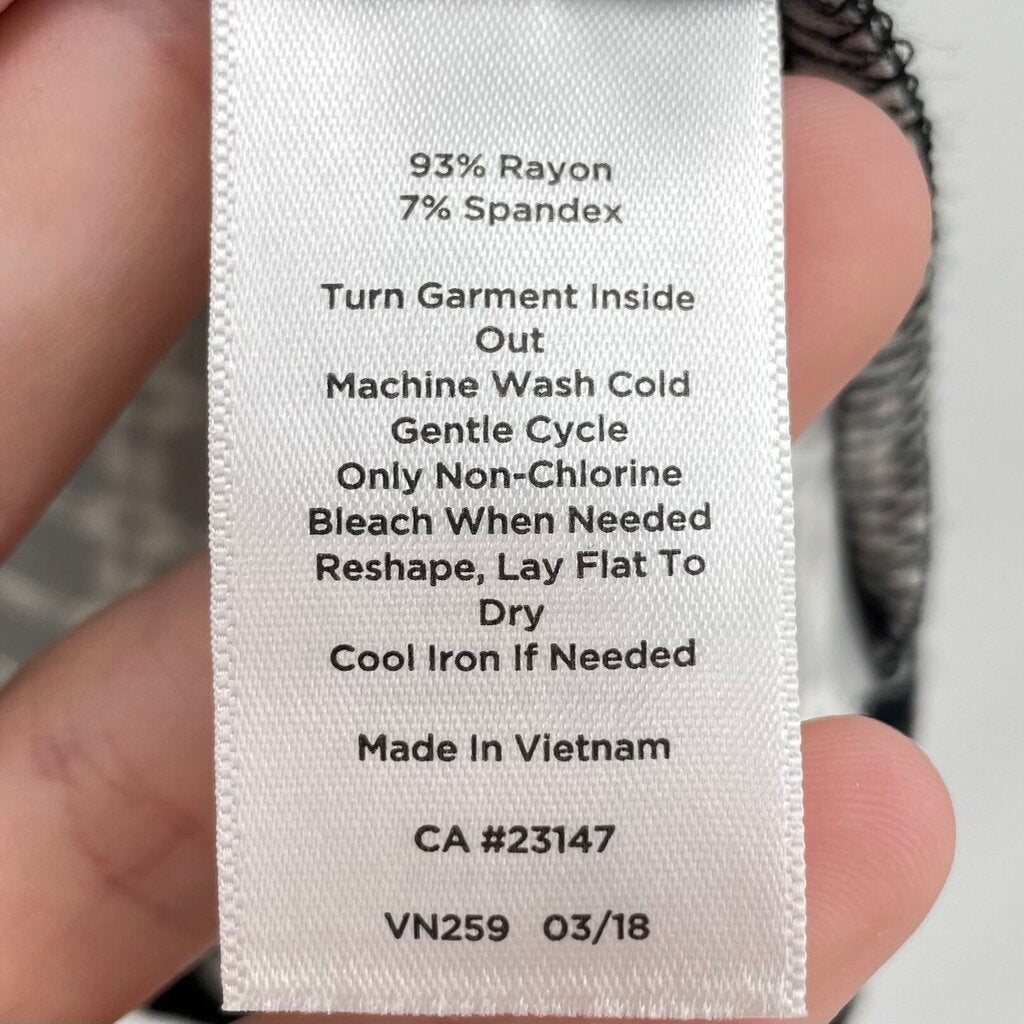 93% Rayon
7% Spandex
Turn Garment Inside
Out
Machine Wash Cold
Gentle Cycle
Only Non-Chlorine
Bleach When Needed
Reshape, Lay Flat To
Dry
Cool Iron If Needed
Made In Vietnam
CA #23147
VN259 03/18